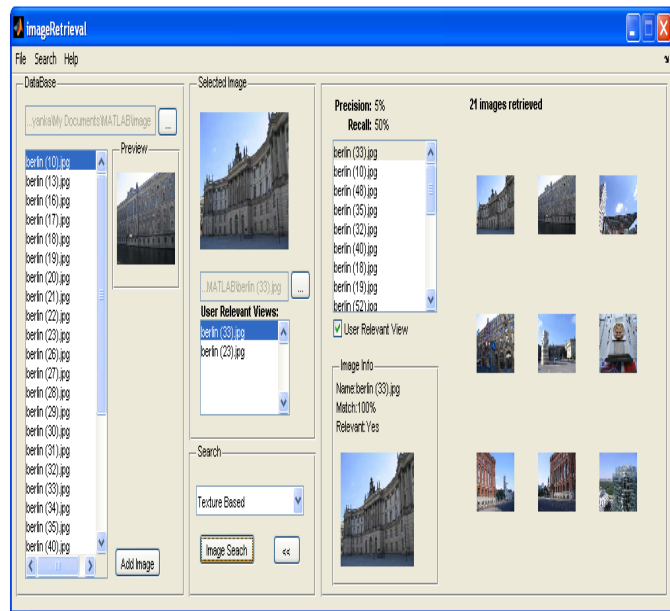 imageRetrieval
File Search Help
DataBase
...yanka\My Documents\MATLAB\image
...
berlin (10).jpg
berlin (13).jpg
berlin (16).jpg
berlin (17).jpg
berlin (18).jpg
berlin (19).jpg
berlin (20).jpg
berlin (21).jpg
berlin (22).jpg
berlin (23).jpg
berlin (26).jpg
berlin (27).jpg
berlin (28).jpg
berlin (29).jpg
berlin (30).jpg
berlin (31).jpg
berlin (32).jpg
berlin (33).jpg
berlin (34).jpg
berlin (35).jpg
berlin (40).jpg
Preview
Add Image
Selected Image
...MATLAB\berlin (33).jpg
...
User Relevant Views:
berlin (33).jpg
berlin (23).jpg
Search
Texture Based
Image Seach
<<
Precision: 5%
Recall: 50%
berlin (33).jpg
berlin (10).jpg
berlin (48).jpg
berlin (35).jpg
berlin (32).jpg
berlin (40).jpg
berlin (18).jpg
berlin (19).jpg
berlin (52).jpg
User Relevant View
Image Info
Name:berlin (33).jpg
Match:100%
Relevant:Yes
21 images retrieved